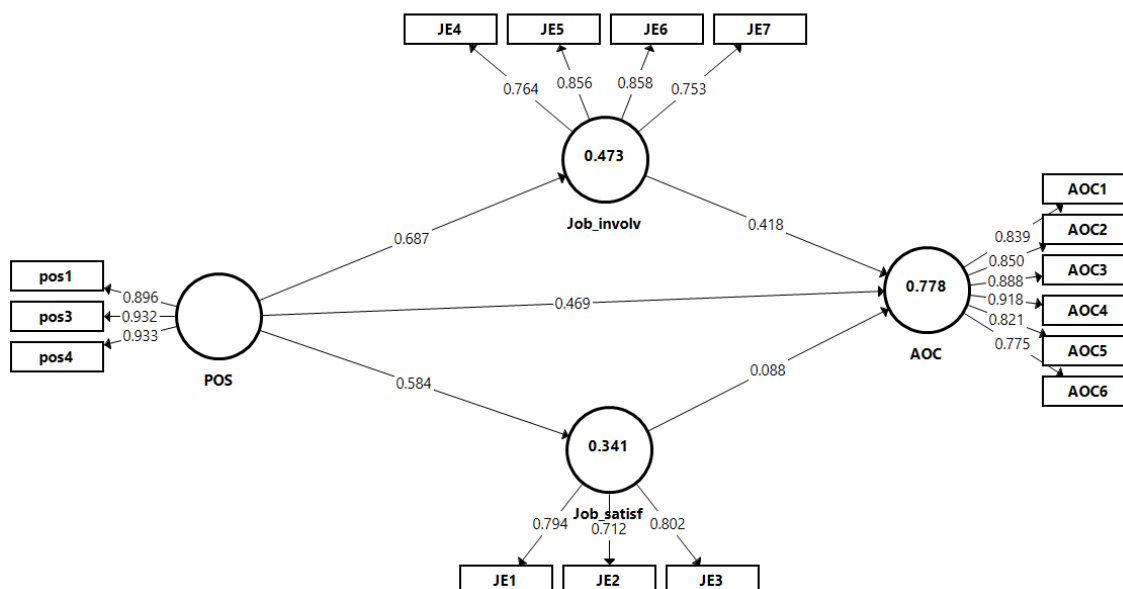 JE4 JE5 JE6 JE7
0.764 0.856 0.858 0.753
0.473
Job_involv
AOC1
AOC2
AOC3
AOC4
AOC5
AOC6
0.839
0.850
0.888
0.918
0.821
0.775
0.778
AOC
0.687
0.418
0.469
0.584
0.088
pos1
pos3
pos4
0.896
0.932
0.933
POS
0.341
Job_satisf
0.794 0.712 0.802
JE1 JE2 JE3